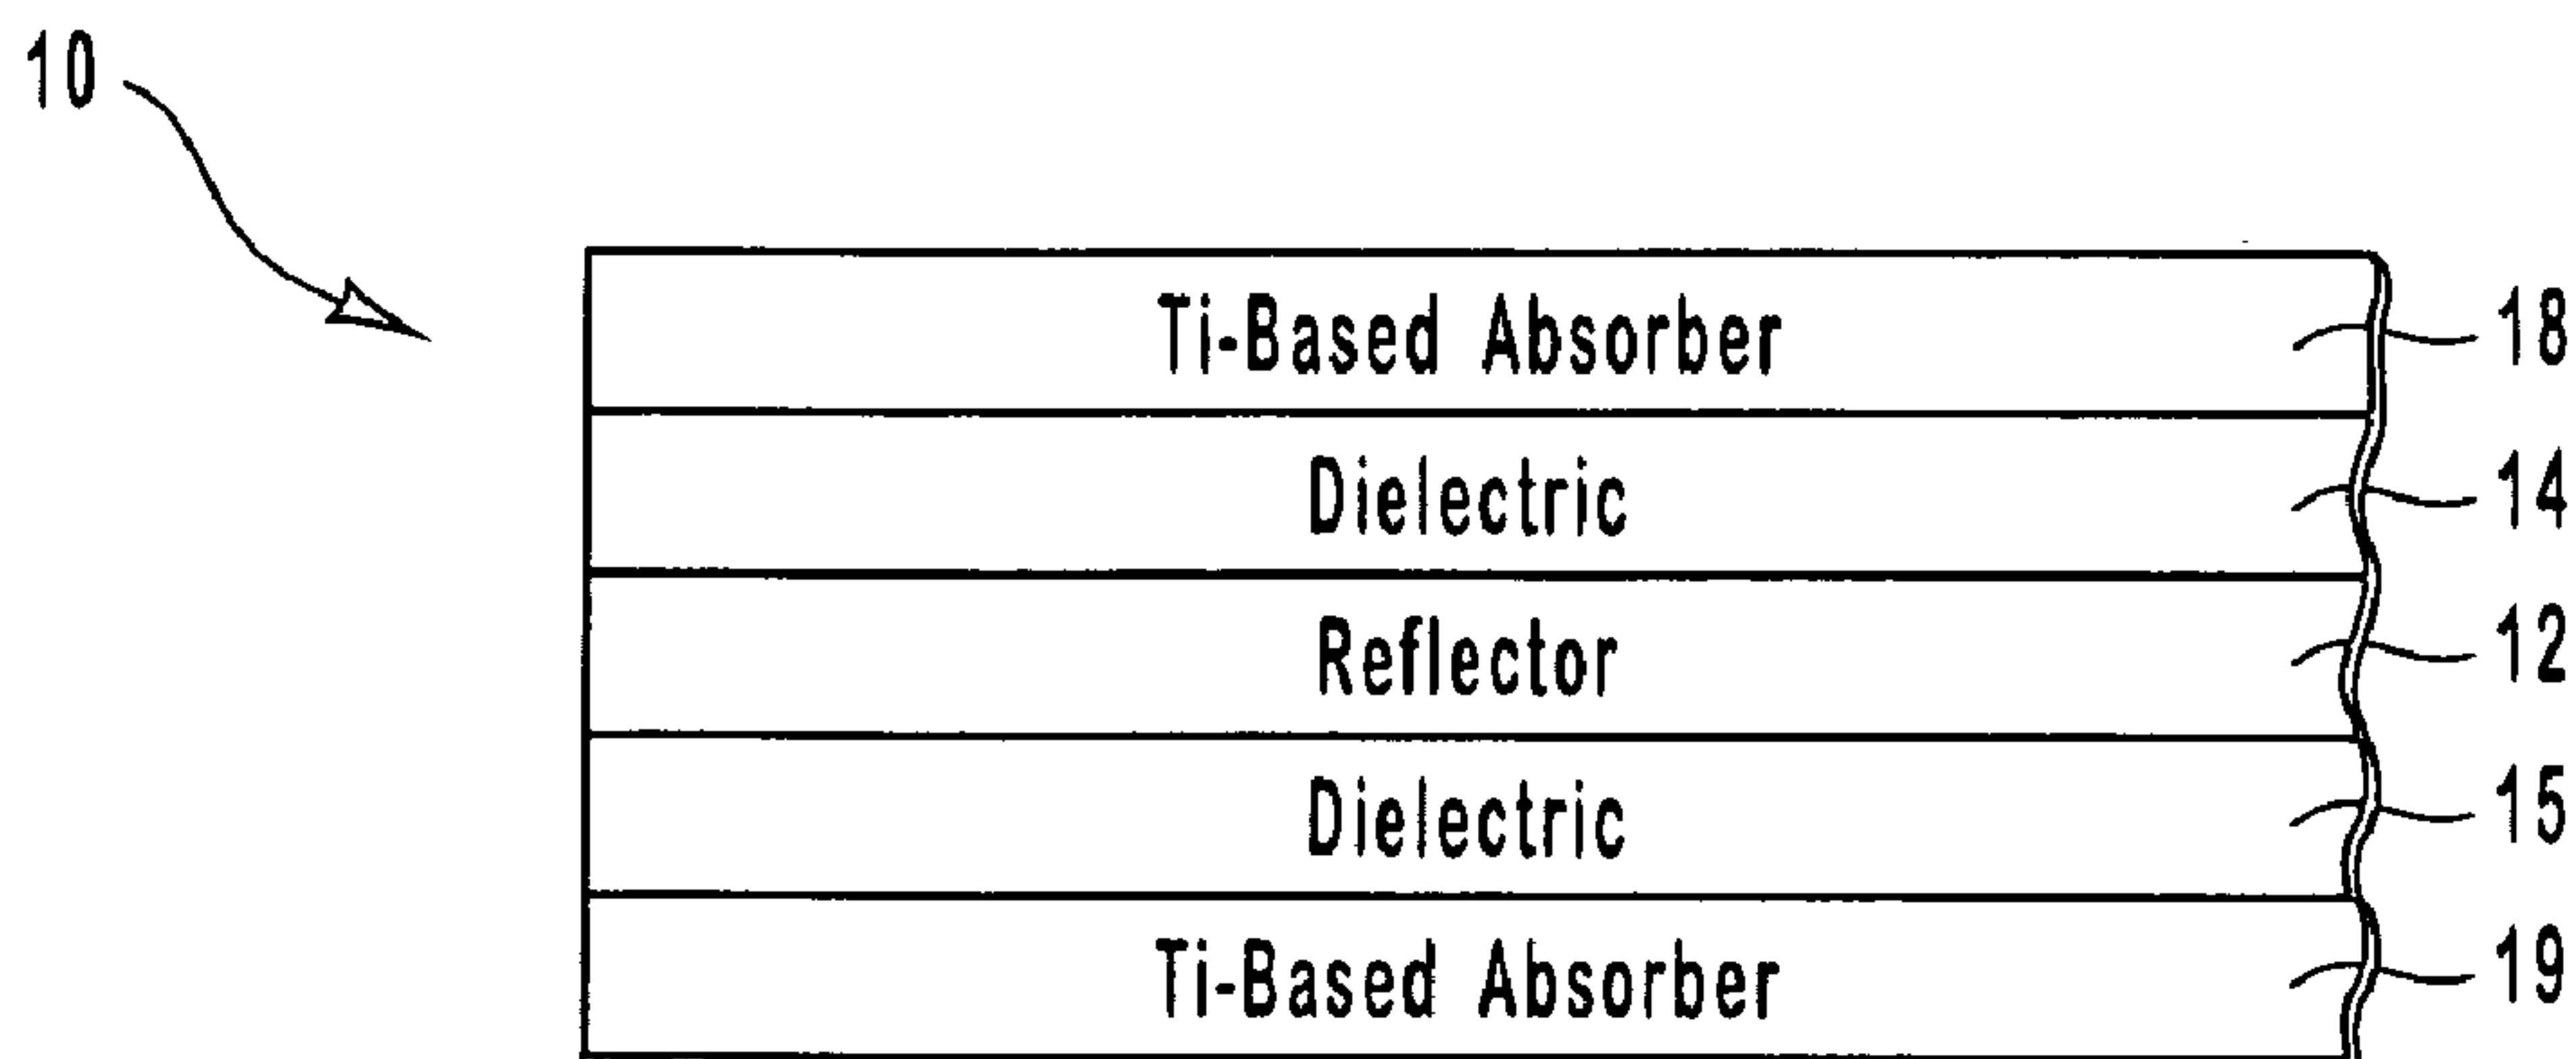 10
Ti-Based Absorber 18
Dielectric 14
Reflector 12
Dielectric 15
Ti-Based Absorber 19